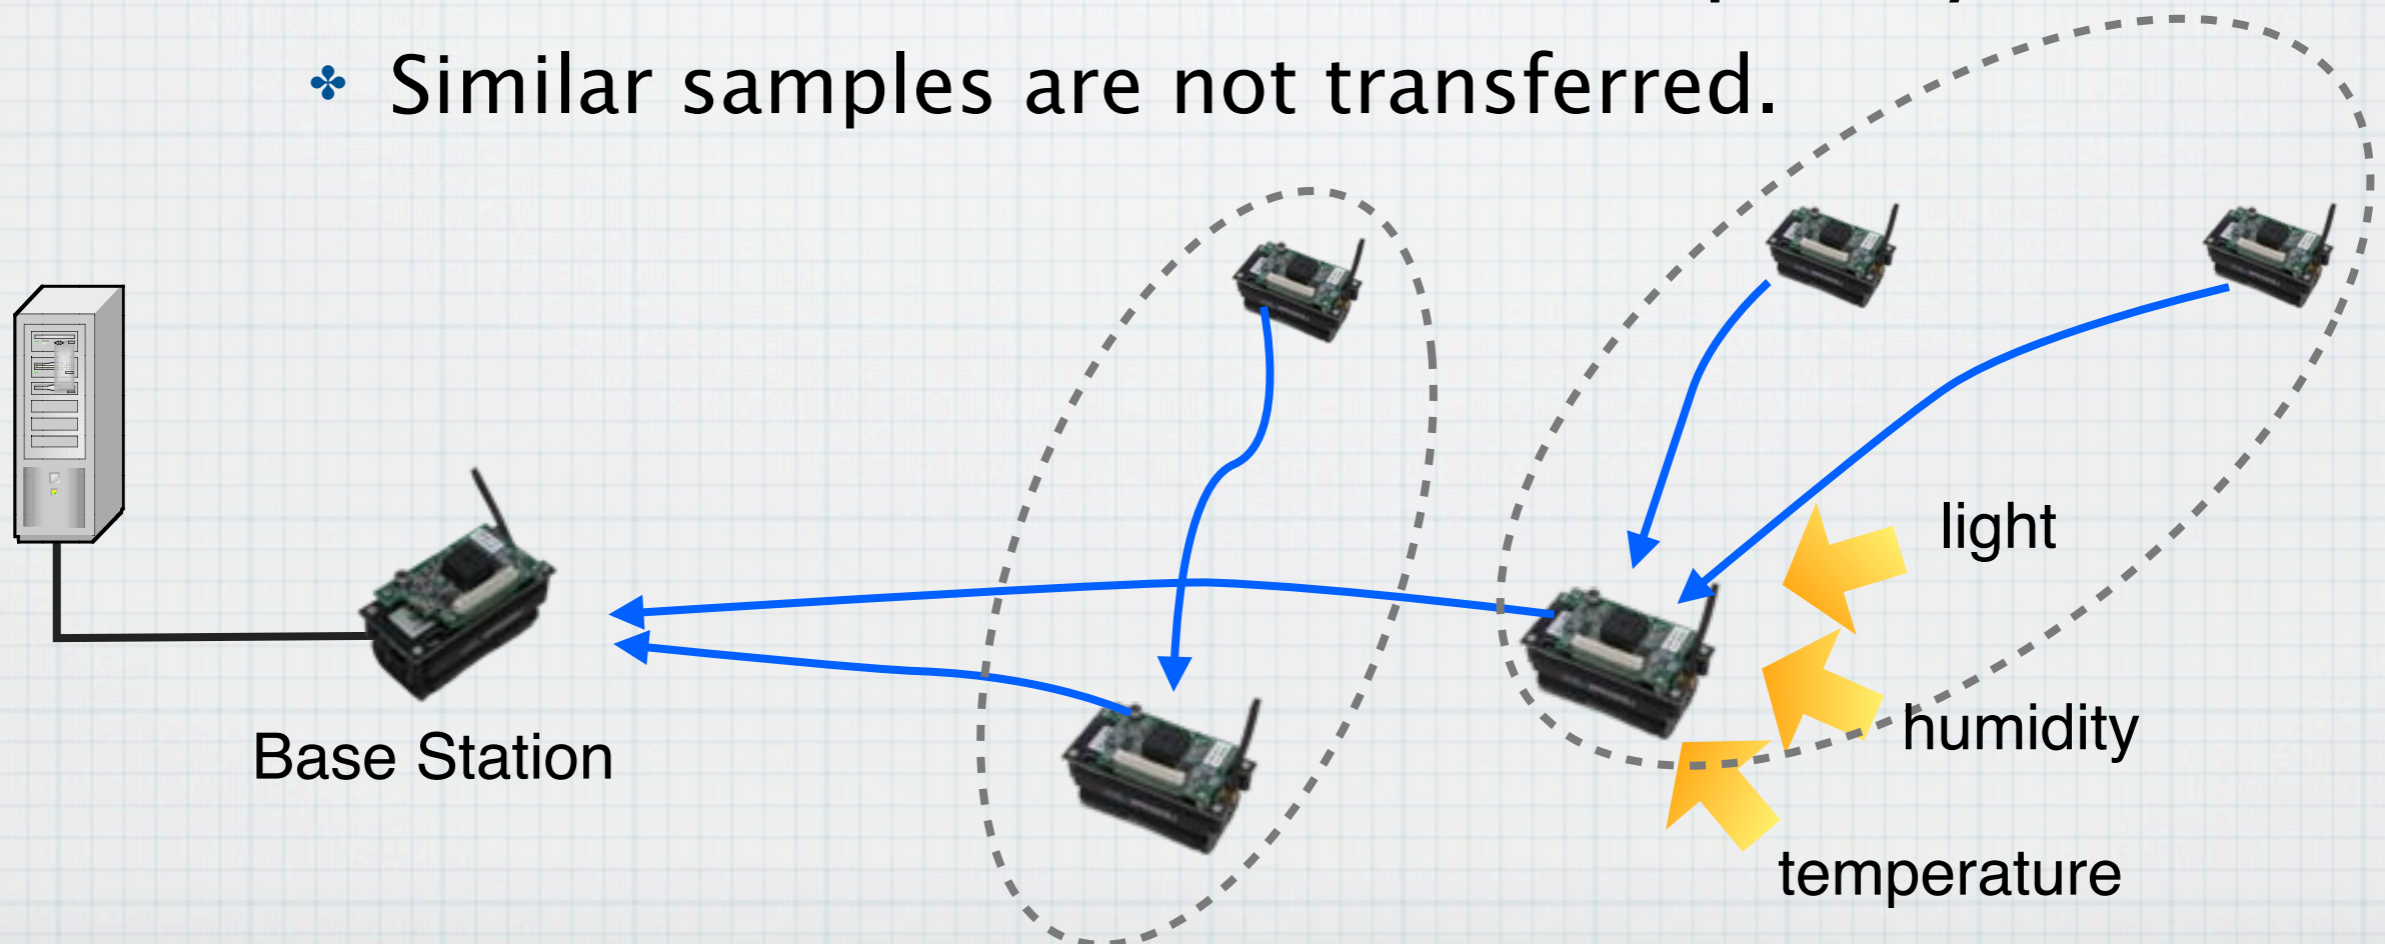 Similar samples are not transferred.
light
humidity
Base Station
temperature